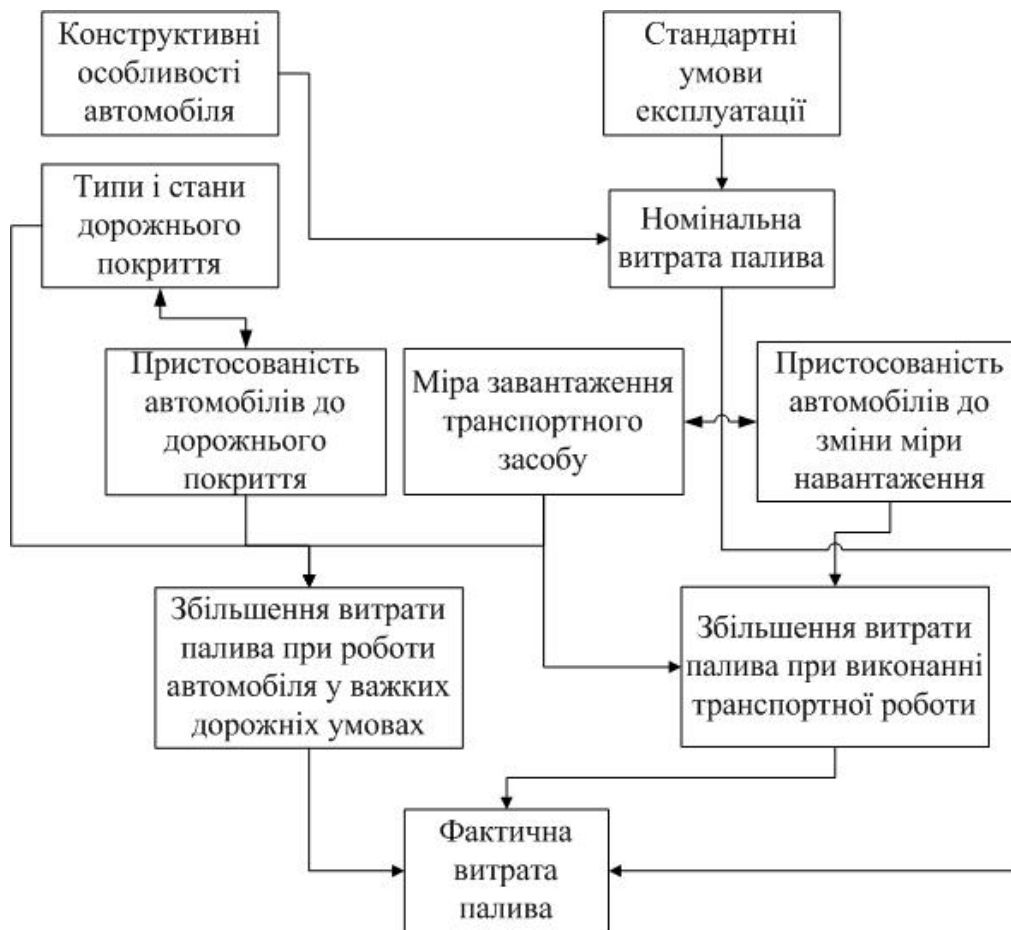 Конструктивні
особливості
автомобіля
Стандартні
умови
експлуатації
Типи і стани
дорожнього
покриття
Номінальна
витрата палива
Пристосованість
автомобілів до
дорожнього
покриття
Міра завантаження
транспортного
засобу
Пристосованість
автомобілів до
зміни міри
навантаження
Збільшення витрати
палива при роботи
автомобіля у важких
дорожніх умовах
Збільшення витрати
палива при виконанні
транспортної роботи
Фактична
витрата
палива